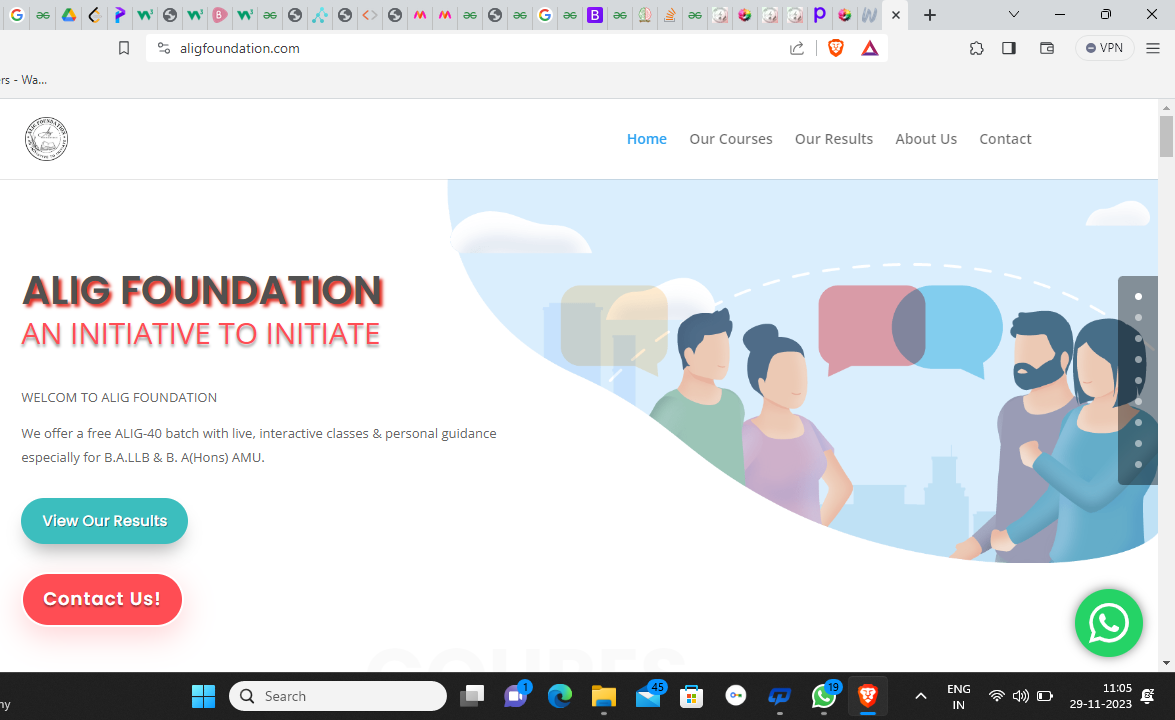 aligfoundation.com
VPN
rs - Wa...
ALIG FOUNDATION
Home
Our Courses
Our Results
About Us
Contact
ALIG FOUNDATION
AN INITIATIVE TO INITIATE
WELCOM TO ALIG FOUNDATION
We offer a free ALIG-40 batch with live, interactive classes & personal guidance
especially for B.A.LLB & B. A(Hons) AMU.
View Our Results
Contact Us!
Search
1
45
19
ENG
IN
11:05
29-11-2023